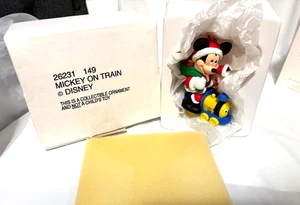 26231 149
MICKEY ON TRAIN
© DISNEY
THIS IS A COLLECTIBLE ORNAMENT
AND NOT A CHILD'S TOY